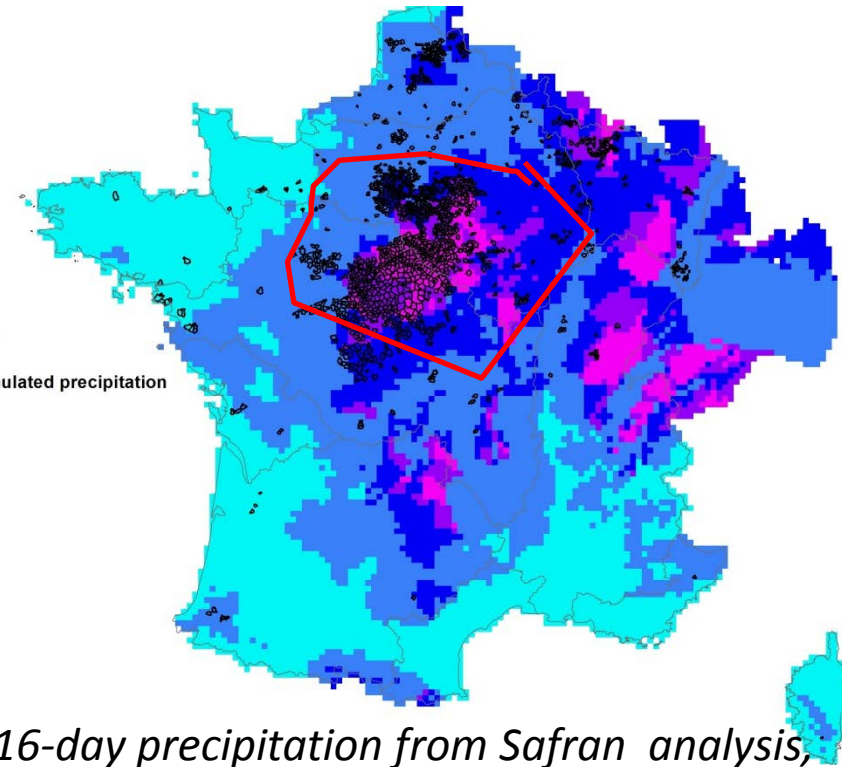 ulated precipitation
16-day precipitation from Safran analysis,